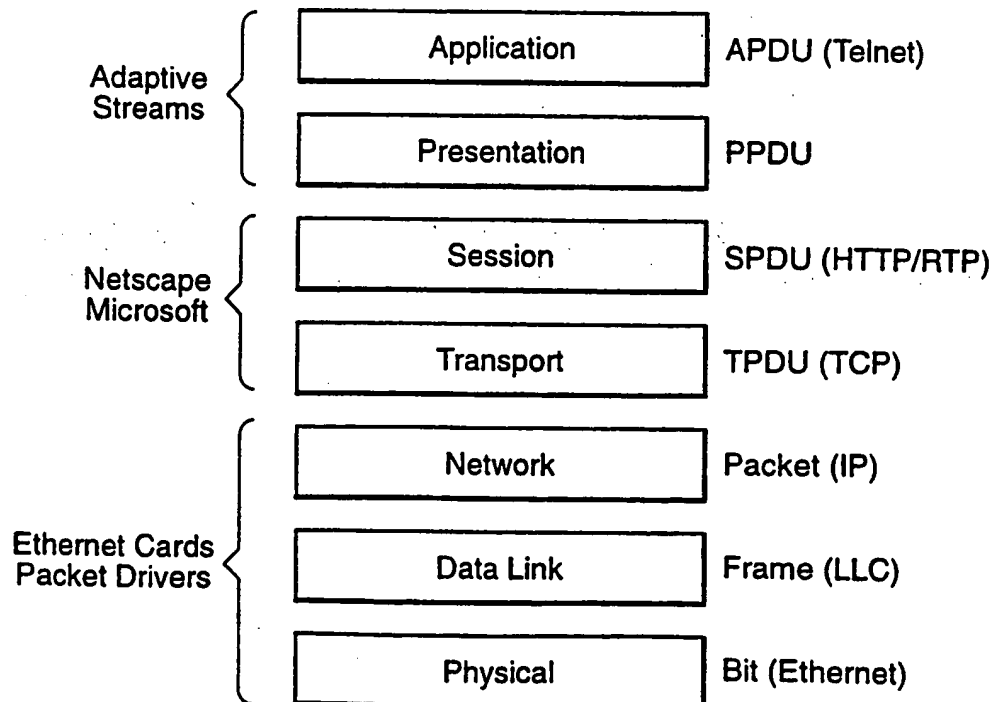 Application
APDU (Telnet)
Adaptive
Streams
Presentation
PPDU
Session
SPDU (HTTP/RTP)
Netscape
Microsoft
Transport
TPDU (TCP)
Network
Packet (IP)
Ethernet Cards
Packet Drivers
Data Link
Frame (LLC)
Physical
Bit (Ethernet)